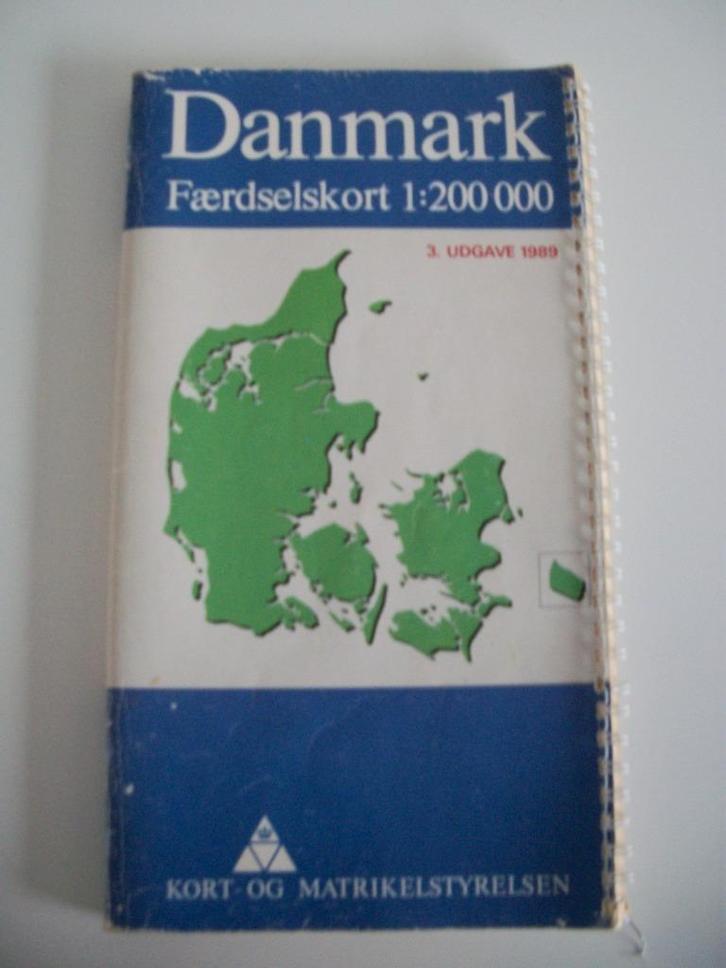 Danmark
Færdselskort 1:200 000
3. UDGAVE 1989
KORT- OG MATRIKELSTYRELSEN